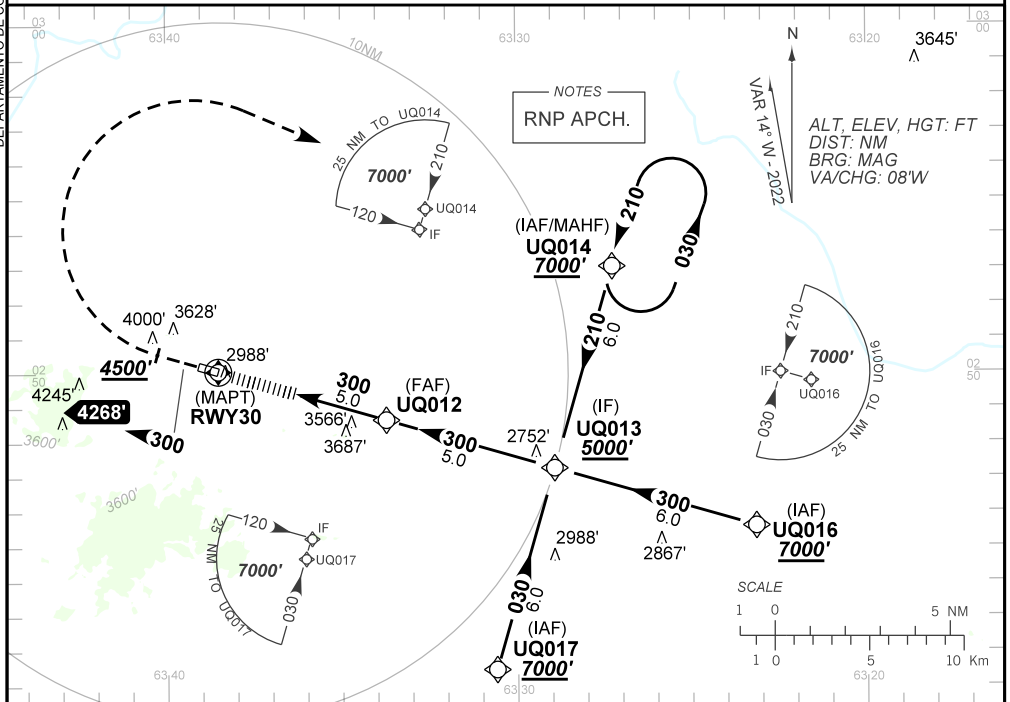 DEPARTAMENTO DE CO
03
00
63 40
63 30
63 20
03
00
10NM
3645'
N
VAR 14° W - 2022
NOTES
RNP APCH.
ALT, ELEV, HGT: FT
DIST: NM
BRG: MAG
VA/CHG: 08'W
25 NM TO UQ014
7000'
210
120
UQ014
IF
(IAF/MAHF)
UQ014
7000'
210
030
210
6.0
4000'
3628'
2988'
4500'
(MAPT)
RWY30
02
50
4245'
4268'
300
3600'
300
5.0
(FAF)
UQ012
3566'
3687'
300
5.0
(IF)
UQ013
5000'
2752'
210
7000'
IF
UQ016
030
25 NM TO UQ016
02
50
300
6.0
(IAF)
UQ016
7000'
2867'
2988'
3600'
25 NM TO UQ017
120
IF
7000'
UQ017
030
030
6.0
(IAF)
UQ017
7000'
SCALE
1 0 5 NM
1 0 5 10 Km
63 40
63 30
63 20